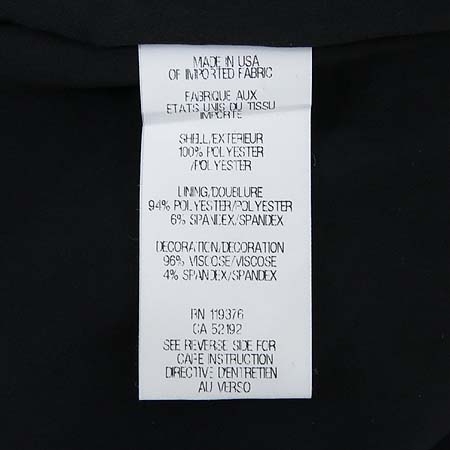 MADE IN USA
OF IMPORTED FABRIC
FABRIQUE AUX
ETATS UNIS DU TISSU
IMPORTE
SHELL/EXTERIEUR
100% POLYESTER
/POLYESTER
LINING/DOUBLURE
94% POLYESTER/POLYESTER
6% SPANDEX/SPANDEX
DECORATION/DECORATION
96% VISCOSE/VISCOSE
4% SPANDEX/SPANDEX
RN 119376
CA 52192
SEE REVERSE SIDE FOR
CARE INSTRUCTION
DIRECTIVE D'ENTRETIEN
AU VERSO